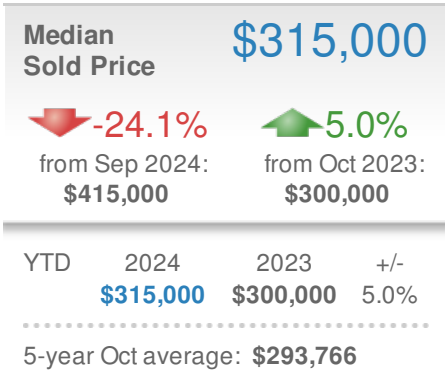 Median
Sold Price
$315,000
-24.1%
5.0%
from Sep 2024:
from Oct 2023:
$415,000
$300,000
YTD 2024 2023 +/-
$315,000 $300,000 5.0%
5-year Oct average: $293,766